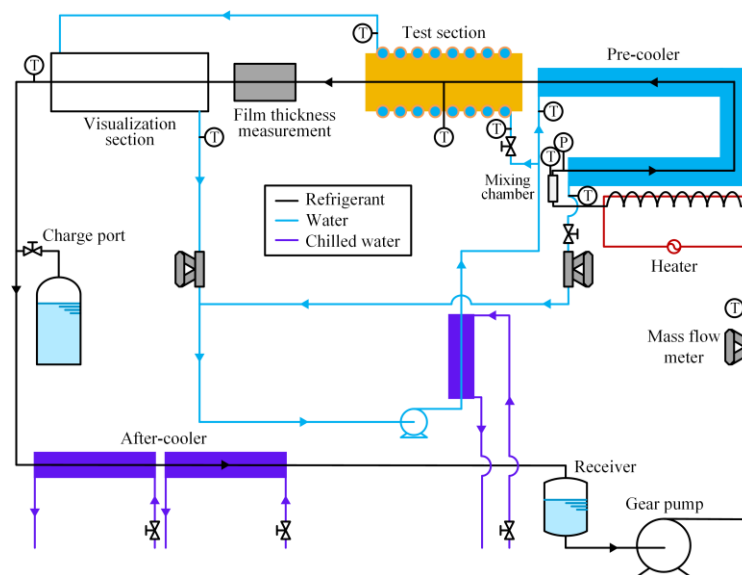 Test section
Pre-cooler
T
T
T
Visualization
section
Film thickness
measurement
T
T
T
T
T
P
T
Mixing
chamber
Refrigerant
Water
Chilled water
Heater
Charge port
T
Mass flow
meter
After-cooler
Receiver
Gear pump